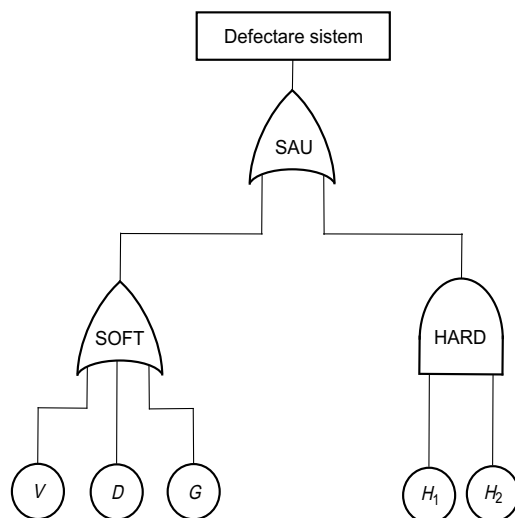 Defectare sistem
SAU
SOFT
HARD
V
D
G
H₁
H₂